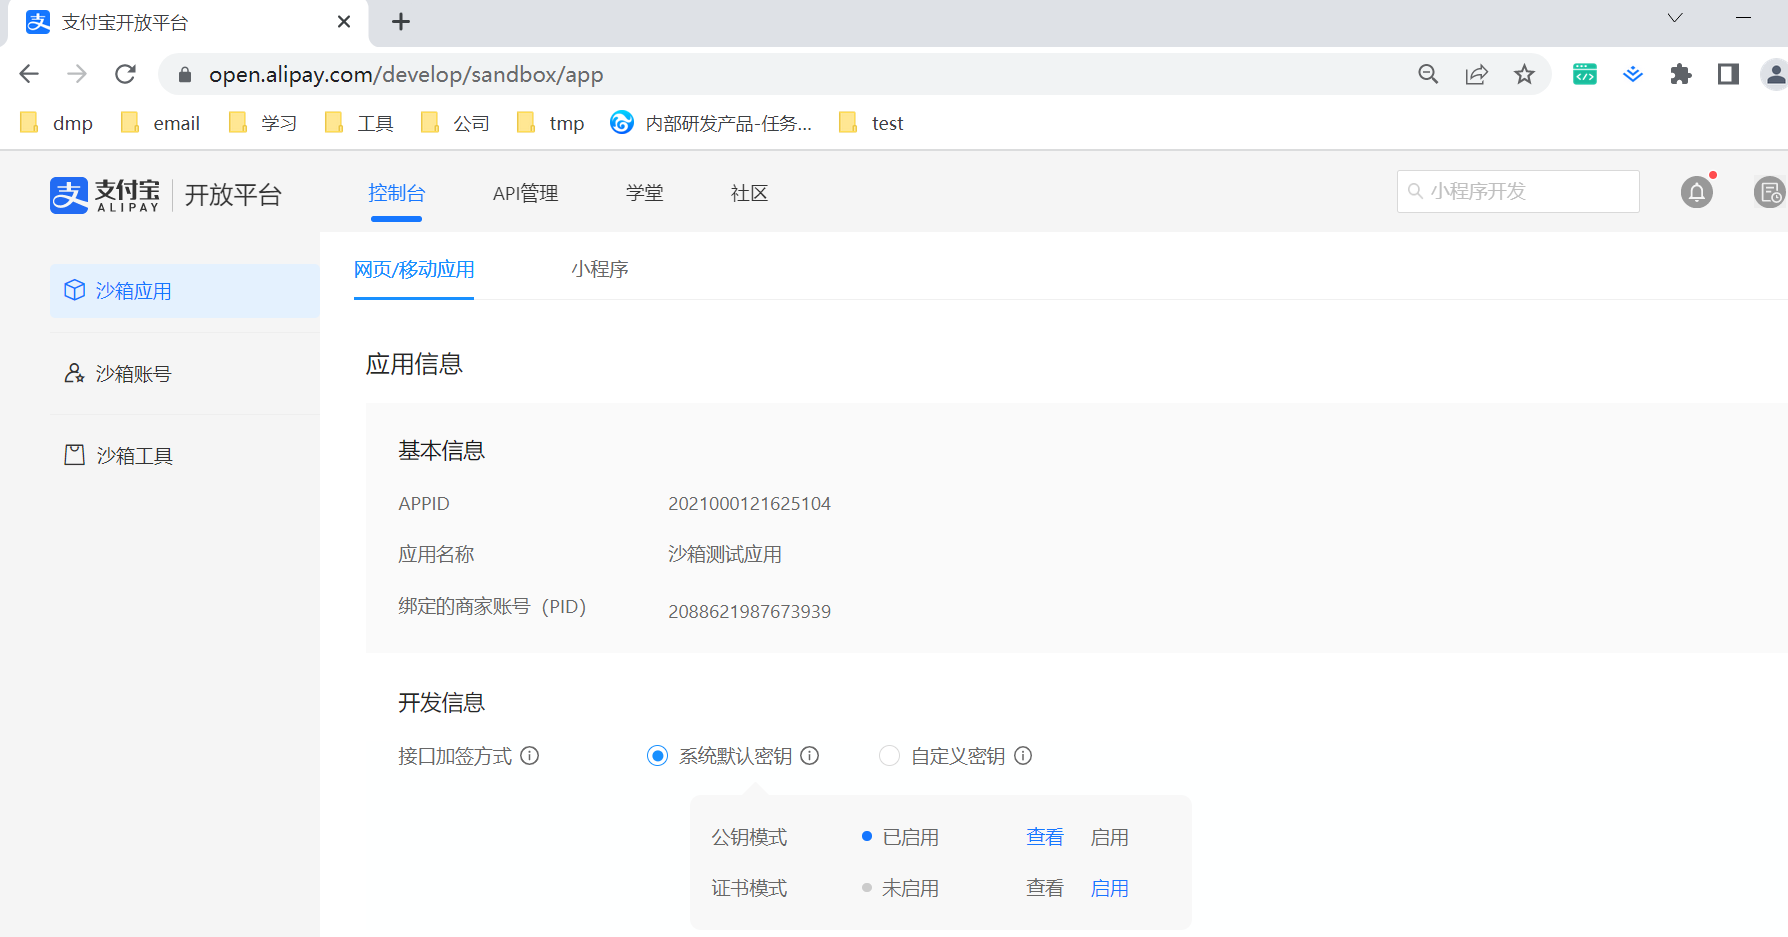 支付宝开放平台
open.alipay.com/develop/sandbox/app
dmp email 学习 工具 公司 tmp 内部研发产品-任务... test
支付宝 ALIPAY 开放平台 控制台 API管理 学堂 社区 小程序开发
网页/移动应用 小程序
沙箱应用
沙箱账号
沙箱工具
应用信息
基本信息
APPID 2021000121625104
应用名称 沙箱测试应用
绑定的商家账号（PID） 2088621987673939
开发信息
接口加签方式 系统默认密钥 自定义密钥
公钥模式 已启用 查看 启用
证书模式 未启用 查看 启用